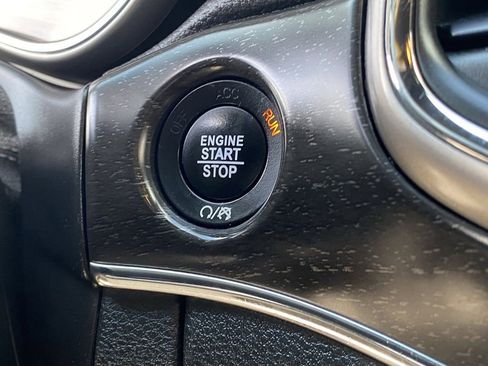 OFF
ACC
RUN
ENGINE
START
STOP